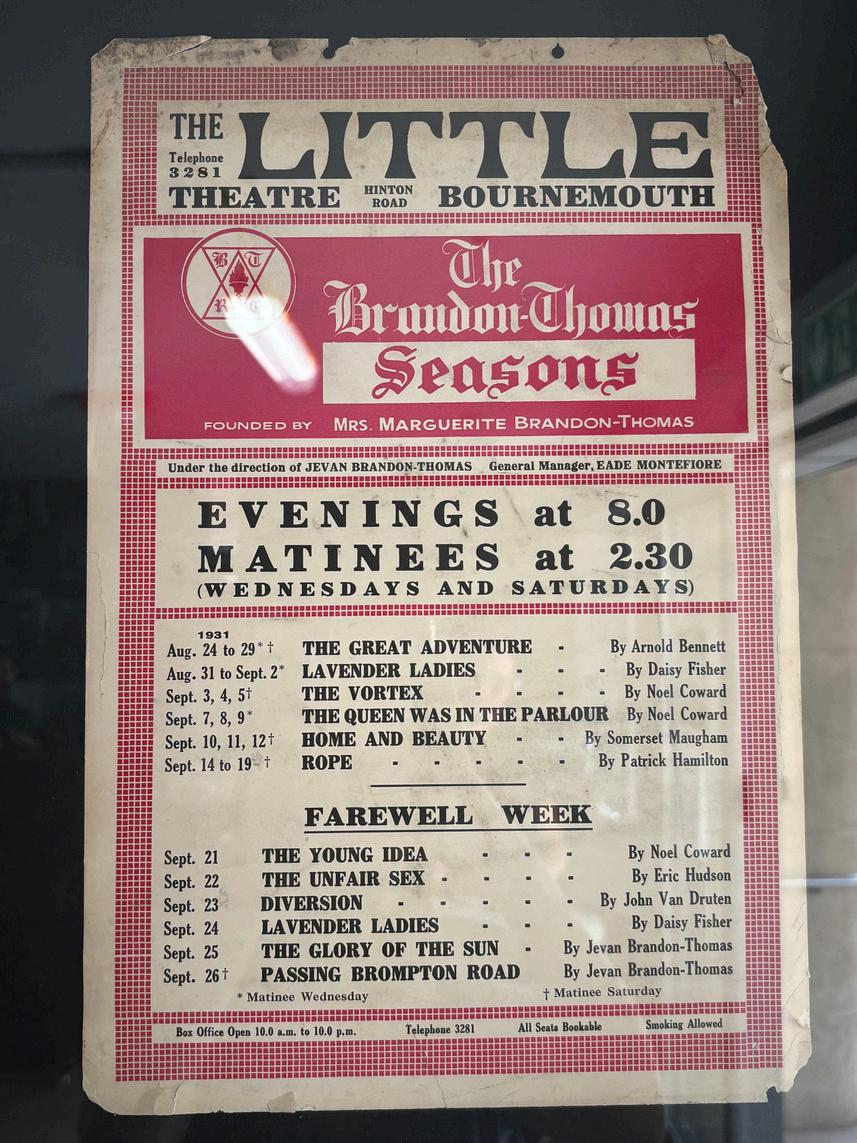 THE LITTLE
Telephone
3281
THEATRE HINTON ROAD BOURNEMOUTH
B T
R
The
Brandon-Thomas
Seasons
FOUNDED BY MRS. MARGUERITE BRANDON-THOMAS
Under the direction of JEVAN BRANDON-THOMAS General Manager, EADE MONTEFIORE
EVENINGS at 8.0
MATINEES at 2.30
(WEDNESDAYS AND SATURDAYS)
1931
Aug. 24 to 29*† THE GREAT ADVENTURE - By Arnold Bennett
Aug. 31 to Sept. 2* LAVENDER LADIES - - - By Daisy Fisher
Sept. 3, 4, 5† THE VORTEX - - - - By Noel Coward
Sept. 7, 8, 9* THE QUEEN WAS IN THE PARLOUR By Noel Coward
Sept. 10, 11, 12† HOME AND BEAUTY - - By Somerset Maugham
Sept. 14 to 19 † ROPE - - - - - By Patrick Hamilton
FAREWELL WEEK
Sept. 21 THE YOUNG IDEA - - - By Noel Coward
Sept. 22 THE UNFAIR SEX - - - - By Eric Hudson
Sept. 23 DIVERSION - - - - - By John Van Druten
Sept. 24 LAVENDER LADIES - - - By Daisy Fisher
Sept. 25 THE GLORY OF THE SUN - By Jevan Brandon-Thomas
Sept. 26† PASSING BROMPTON ROAD By Jevan Brandon-Thomas
* Matinee Wednesday † Matinee Saturday
Box Office Open 10.0 a.m. to 10.0 p.m. Telephone 3281 All Seats Bookable Smoking Allowed